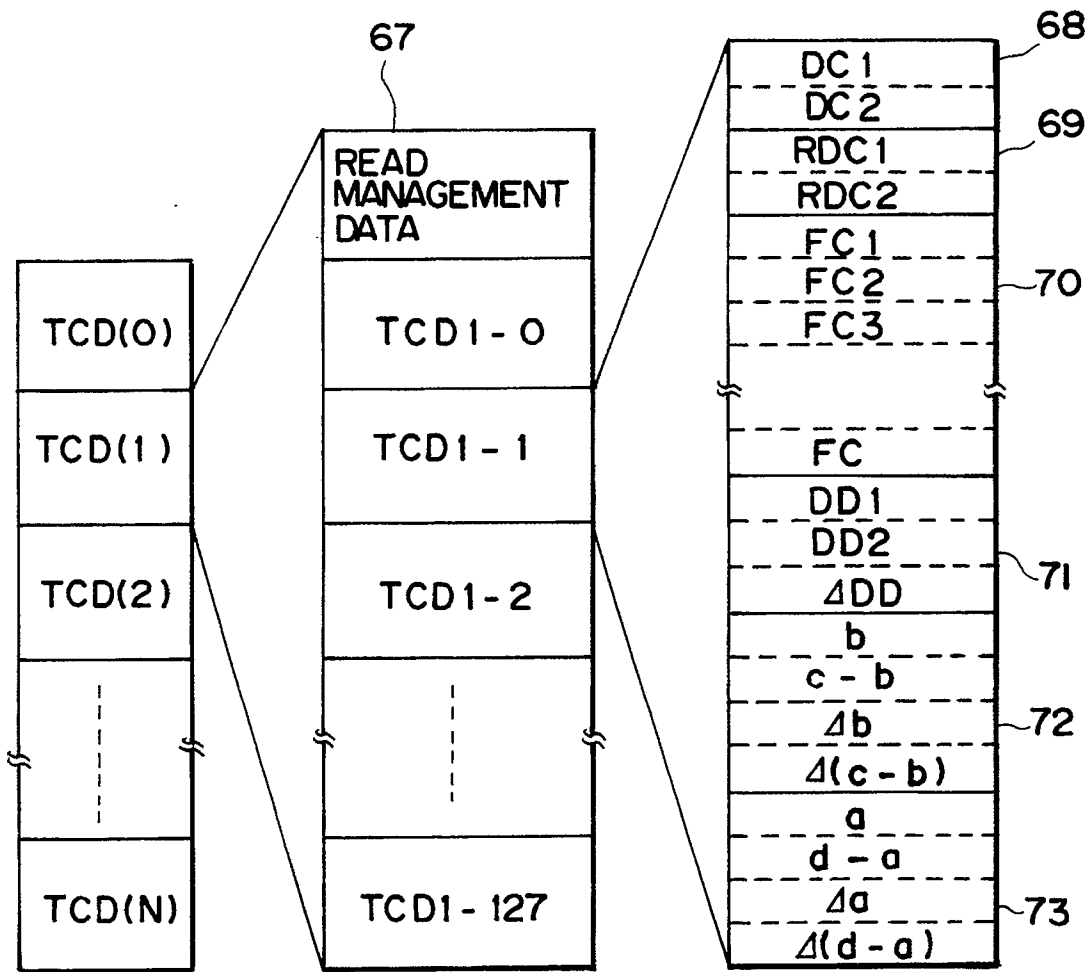 TCD(0)
TCD(1)
TCD(2)
TCD(N)
67
READ
MANAGEMENT
DATA
TCD1-0
TCD1-1
TCD1-2
TCD1-127
DC1
DC2
RDC1
RDC2
FC1
FC2
FC3
FC
DD1
DD2
ΔDD
b
c-b
Δb
Δ(c-b)
a
d-a
Δa
Δ(d-a)
68
69
70
71
72
73